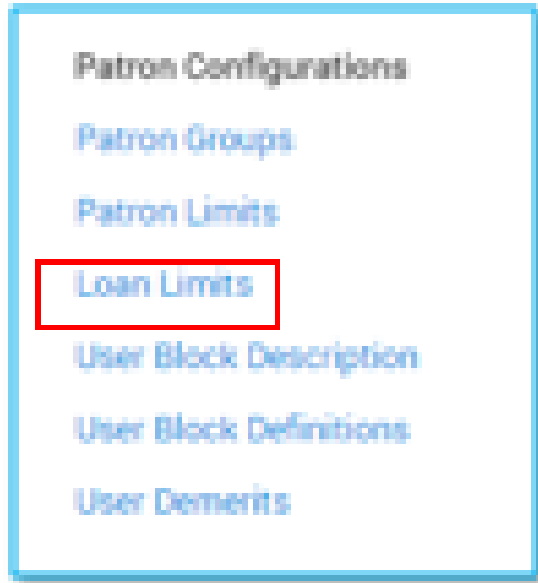 Patron Configurations
Patron Groups
Patron Limits
Loan Limits
User Block Description
User Block Definitions
User Demerits